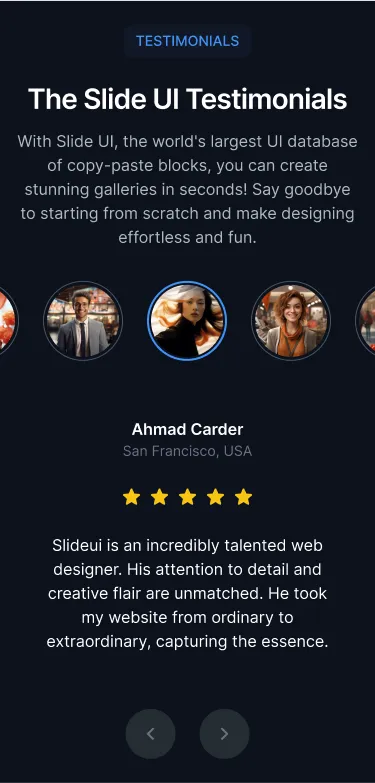 TESTIMONIALS
The Slide UI Testimonials
With Slide UI, the world's largest UI database
of copy-paste blocks, you can create
stunning galleries in seconds! Say goodbye
to starting from scratch and make designing
effortless and fun.
Ahmad Carder
San Francisco, USA
Slideui is an incredibly talented web
designer. His attention to detail and
creative flair are unmatched. He took
my website from ordinary to
extraordinary, capturing the essence.